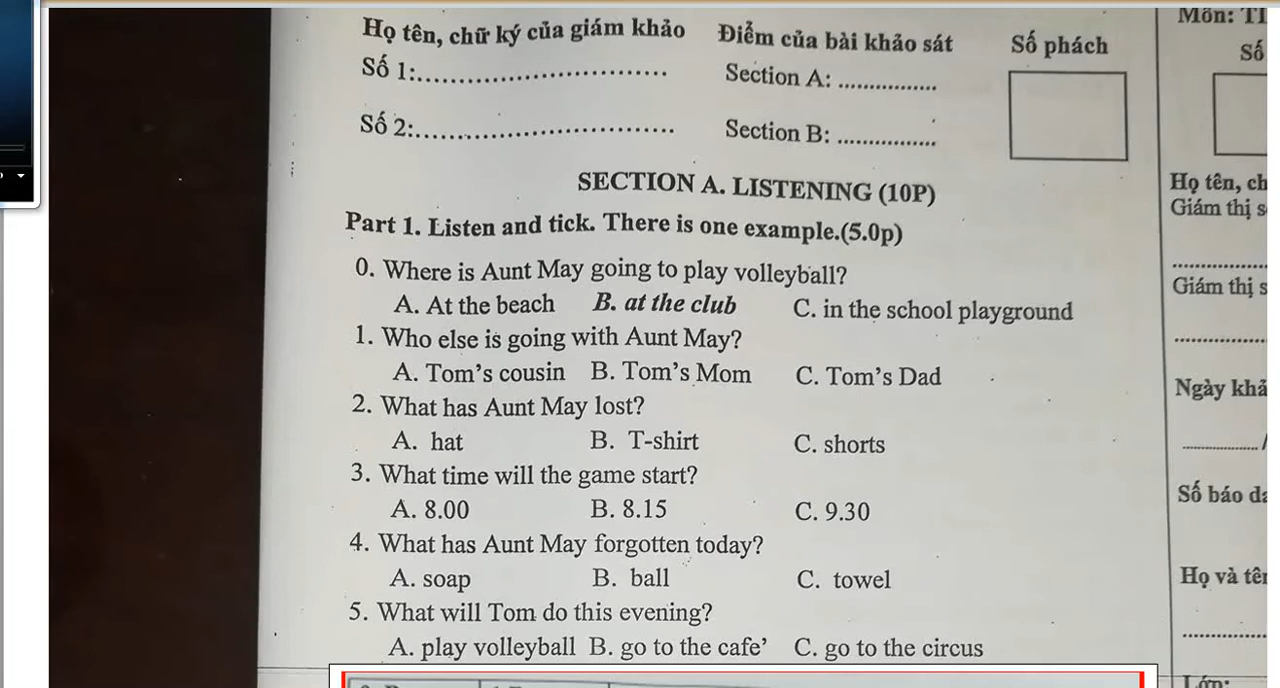 Họ tên, chữ ký của giám khảo Điểm của bài khảo sát Số phách
Số 1:........................................ Section A: ................
Số 2:........................................ Section B: ................
SECTION A. LISTENING (10P)
Part 1. Listen and tick. There is one example.(5.0p)
0. Where is Aunt May going to play volleyball?
A. At the beach B. at the club C. in the school playground
1. Who else is going with Aunt May?
A. Tom's cousin B. Tom's Mom C. Tom's Dad
2. What has Aunt May lost?
A. hat B. T-shirt C. shorts
3. What time will the game start?
A. 8.00 B. 8.15 C. 9.30
4. What has Aunt May forgotten today?
A. soap B. ball C. towel
5. What will Tom do this evening?
A. play volleyball B. go to the cafe' C. go to the circus
Môn:
Số
Họ tên,
Giám thị
Giám thị
Ngày
Số báo
Họ và
Lớp: